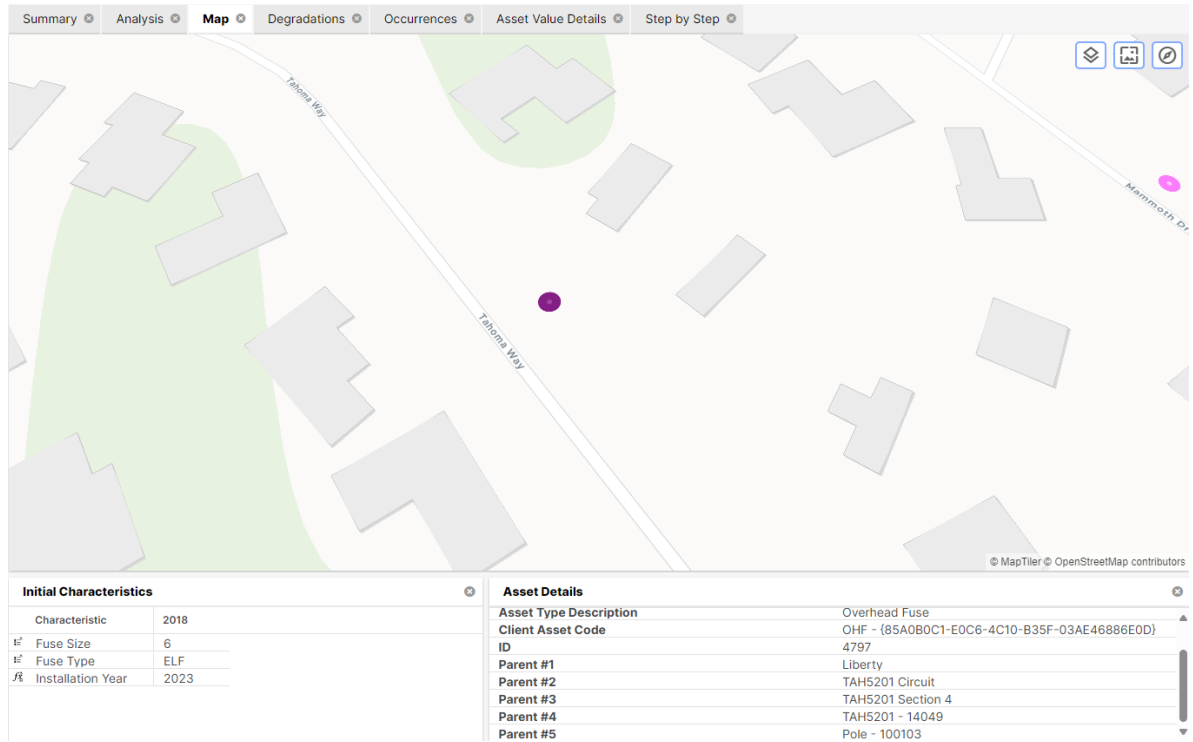 Summary Analysis Map Degradations Occurrences Asset Value Details Step by Step
Tahoma Way
Mammoth Dr
Tahoma Way
© MapTiler © OpenStreetMap contributors
Initial Characteristics
Characteristic 2018
Fuse Size 6
Fuse Type ELF
Installation Year 2023
Asset Details
Asset Type Description Overhead Fuse
Client Asset Code OHF - {85A0B0C1-E0C6-4C10-B35F-03AE46886E0D}
ID 4797
Parent #1 Liberty
Parent #2 TAH5201 Circuit
Parent #3 TAH5201 Section 4
Parent #4 TAH5201 - 14049
Parent #5 Pole - 100103